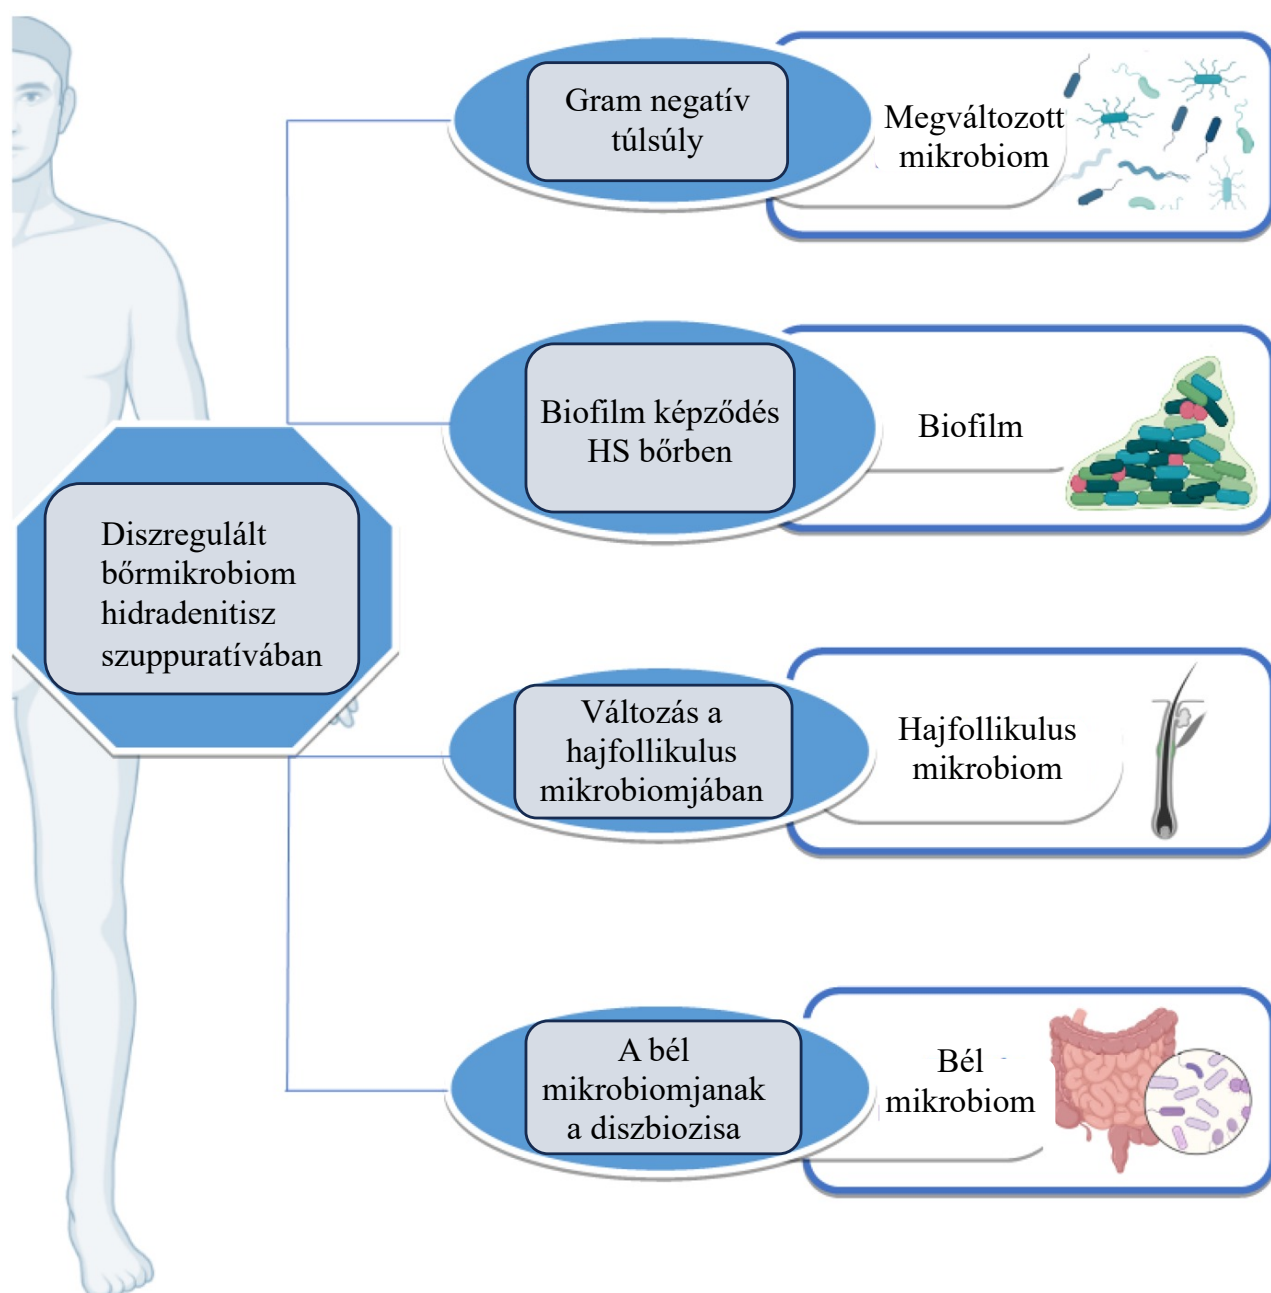 Gram negatív
túlsúly
Megváltozott
mikrobiom
Biofilm képződés
HS bőrben
Biofilm
Diszregulált
bőrmikrobiom
hidradenitisz
szuppuratívában
Változás a
hajfollikulus
mikrobiomjában
Hajfollikulus
mikrobiom
A bél
mikrobiomjanak
a diszbiozisa
Bél
mikrobiom